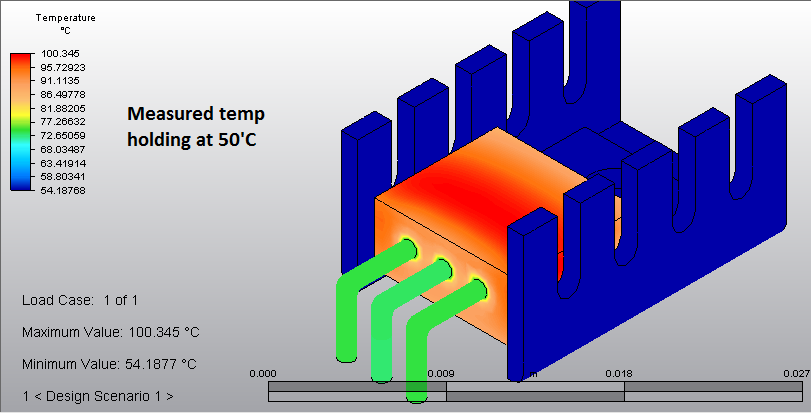 Temperature
°C
100.345
95.72923
91.1135
86.49778
81.88205
77.26632
72.65059
68.03487
63.41914
58.80341
54.18768
Measured temp
holding at 50'C
Load Case: 1 of 1
Maximum Value: 100.345 °C
Minimum Value: 54.1877 °C
1 < Design Scenario 1 >
0.000 0.009 m 0.018 0.027